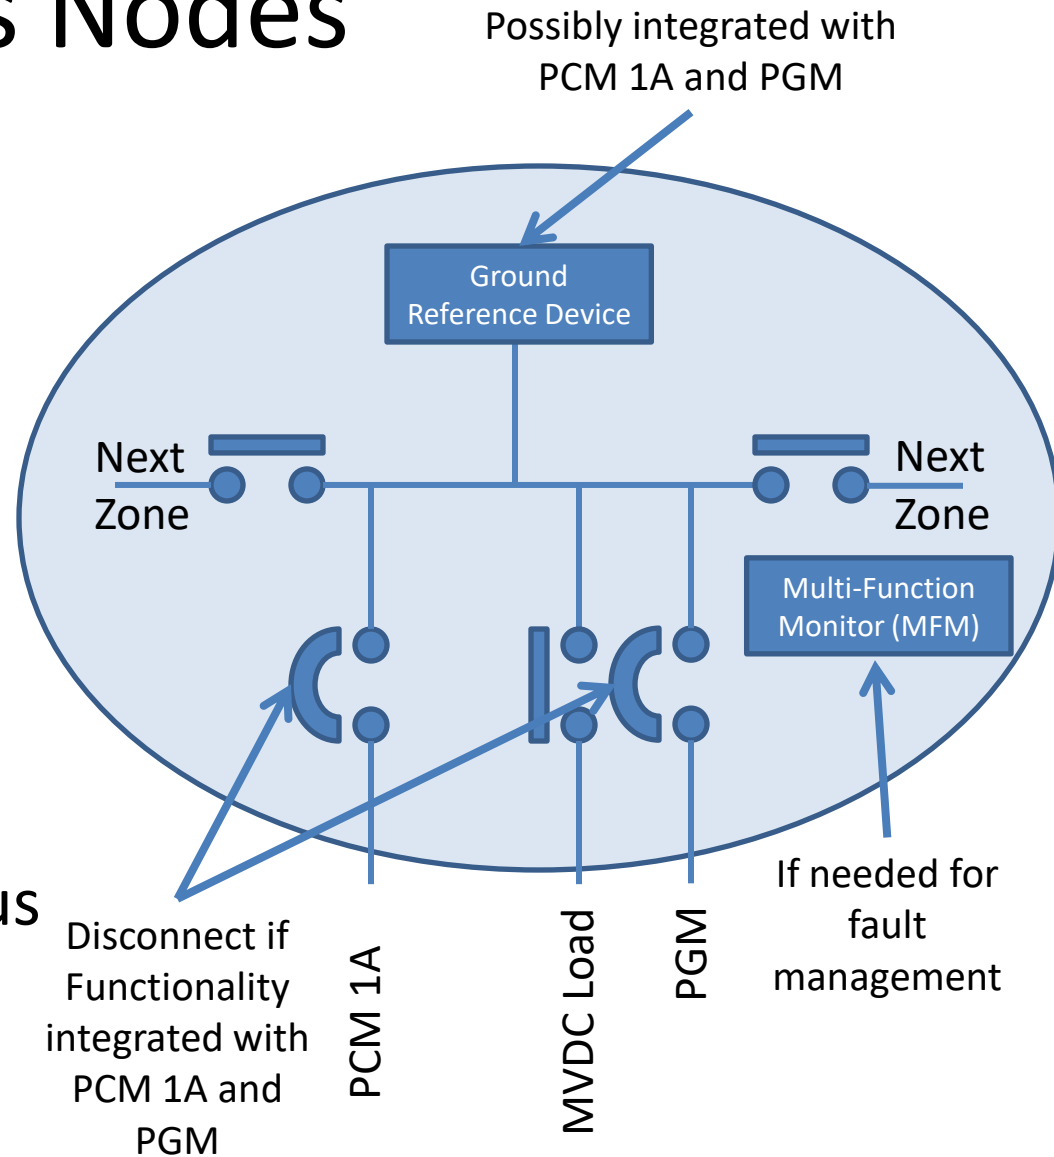 s Nodes
Possibly integrated with
PCM 1A and PGM
Ground
Reference Device
Next
Zone
Next
Zone
Multi-Function
Monitor (MFM)
us
Disconnect if
Functionality
integrated with
PCM 1A and
PGM
PCM 1A
MVDC Load
PGM
If needed for
fault
management